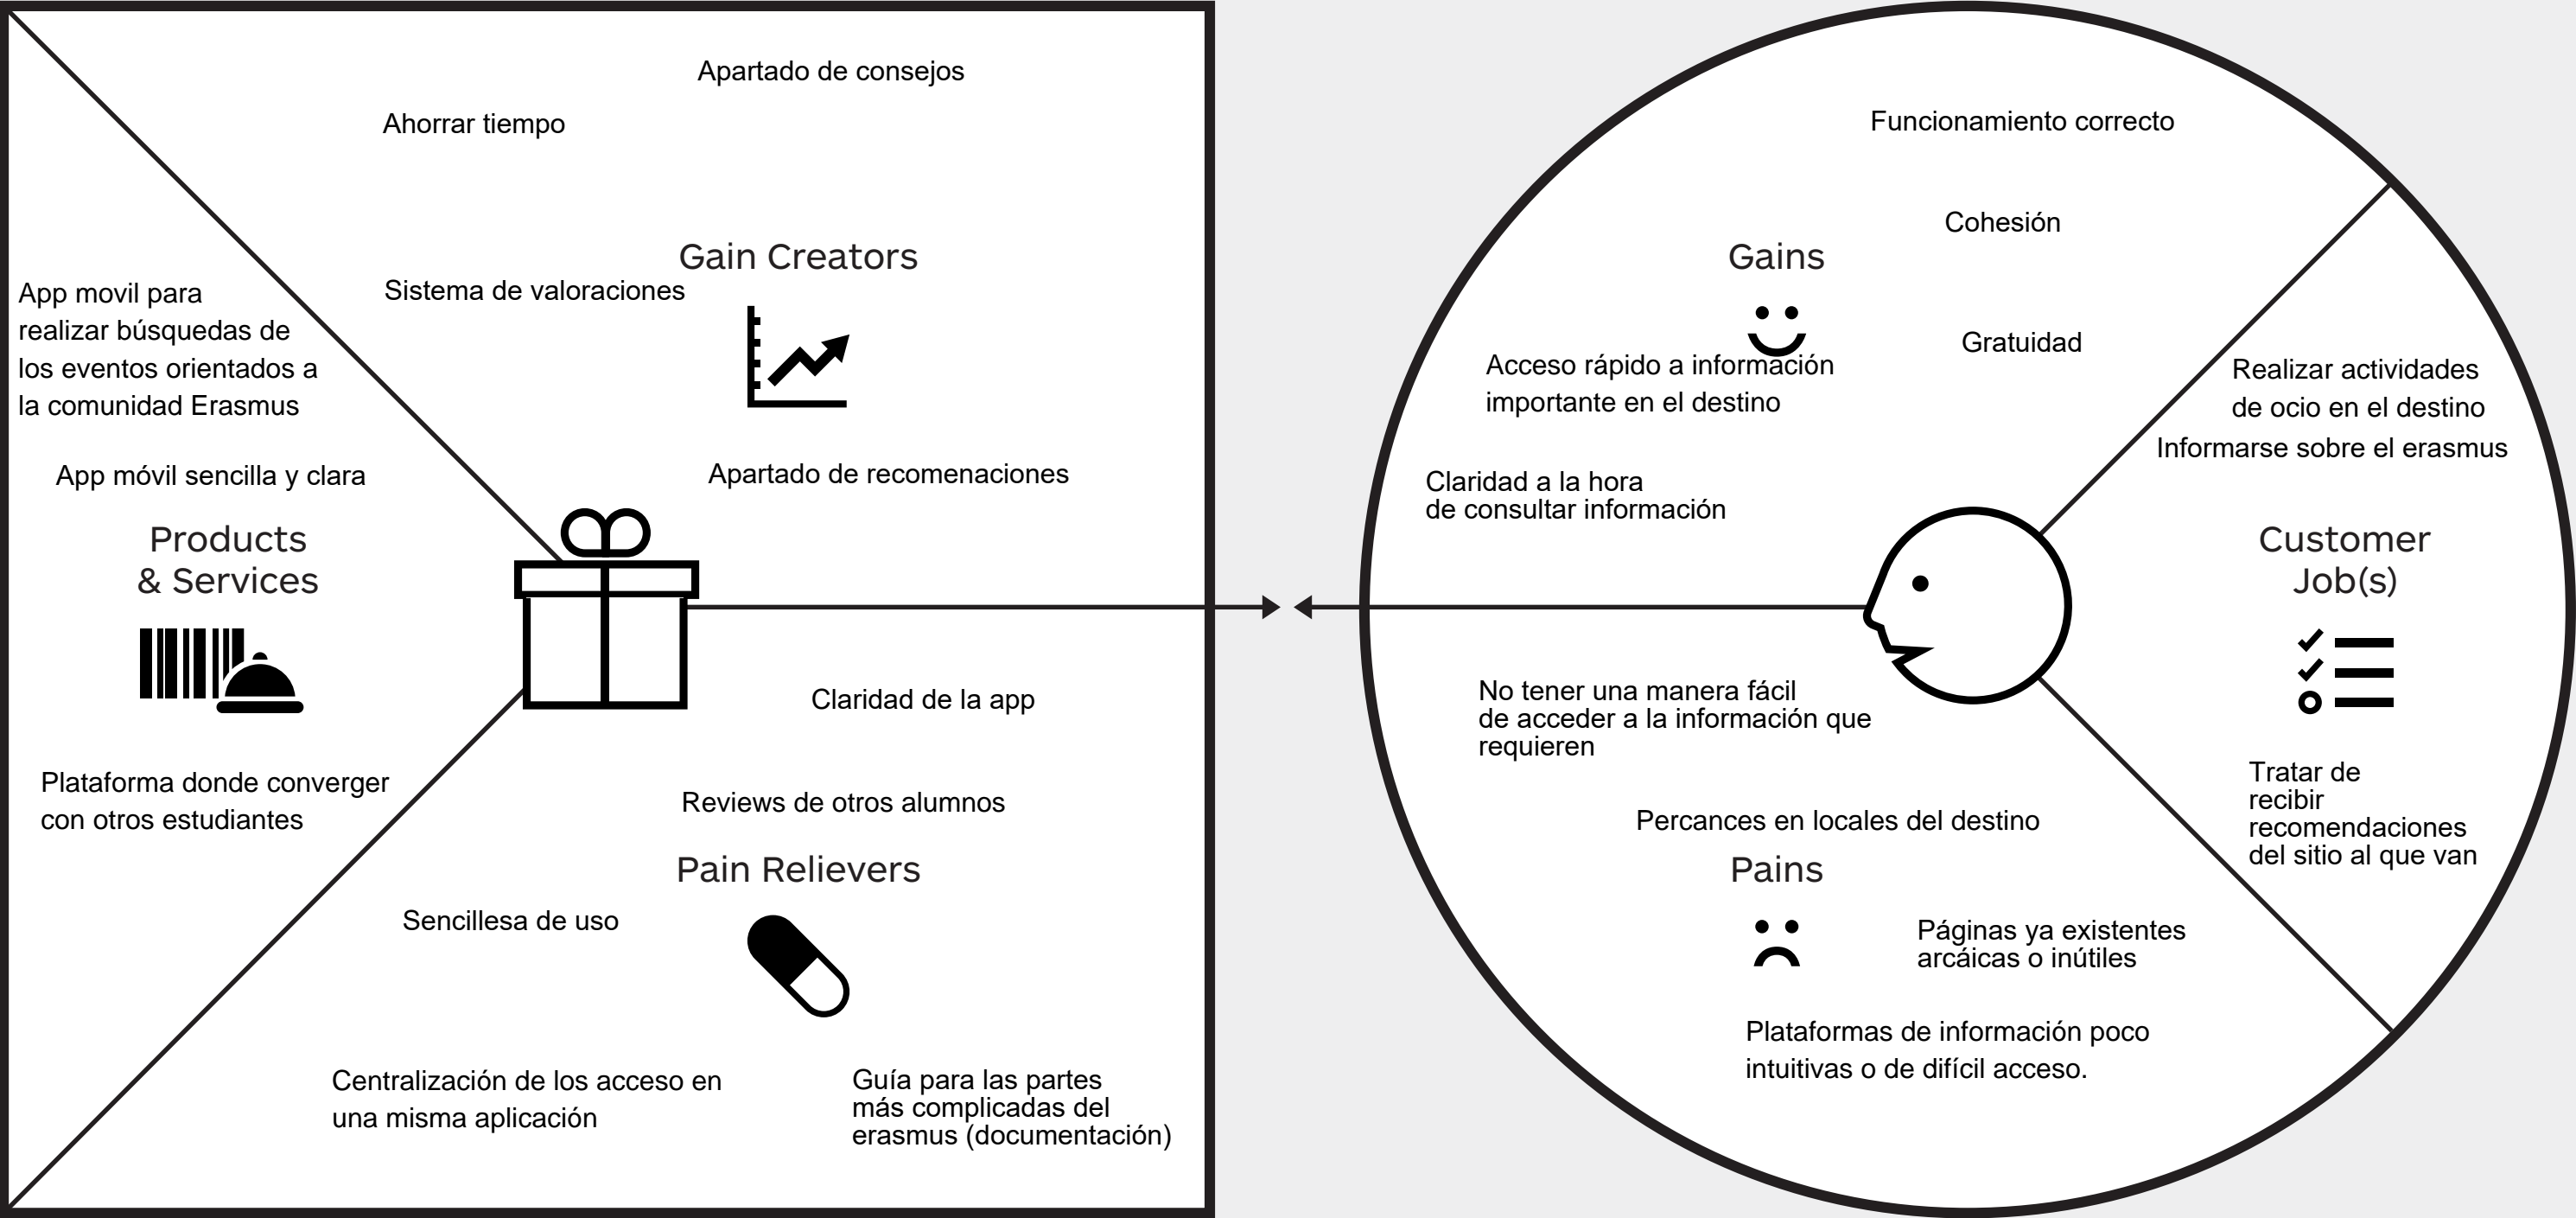 Apartado de consejos
Ahorrar tiempo
Gain Creators
Sistema de valoraciones
Apartado de recomenaciones
App movil para
realizar búsquedas de
los eventos orientados a
la comunidad Erasmus
App móvil sencilla y clara
Products
& Services
Plataforma donde converger
con otros estudiantes
Claridad de la app
Reviews de otros alumnos
Pain Relievers
Sencillesa de uso
Centralización de los acceso en
una misma aplicación
Guía para las partes
más complicadas del
erasmus (documentación)
Funcionamiento correcto
Cohesión
Gains
Gratuidad
Acceso rápido a información
importante en el destino
Claridad a la hora
de consultar información
Realizar actividades
de ocio en el destino
Informarse sobre el erasmus
Customer
Job(s)
Tratar de
recibir
recomendaciones
del sitio al que van
No tener una manera fácil
de acceder a la información que
requieren
Percances en locales del destino
Pains
Páginas ya existentes
arcáicas o inútiles
Plataformas de información poco
intuitivas o de difícil acceso.